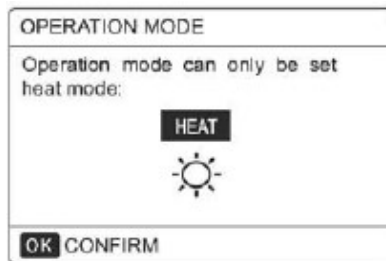 OPERATION MODE
Operation mode can only be set
heat mode:
HEAT
OK CONFIRM